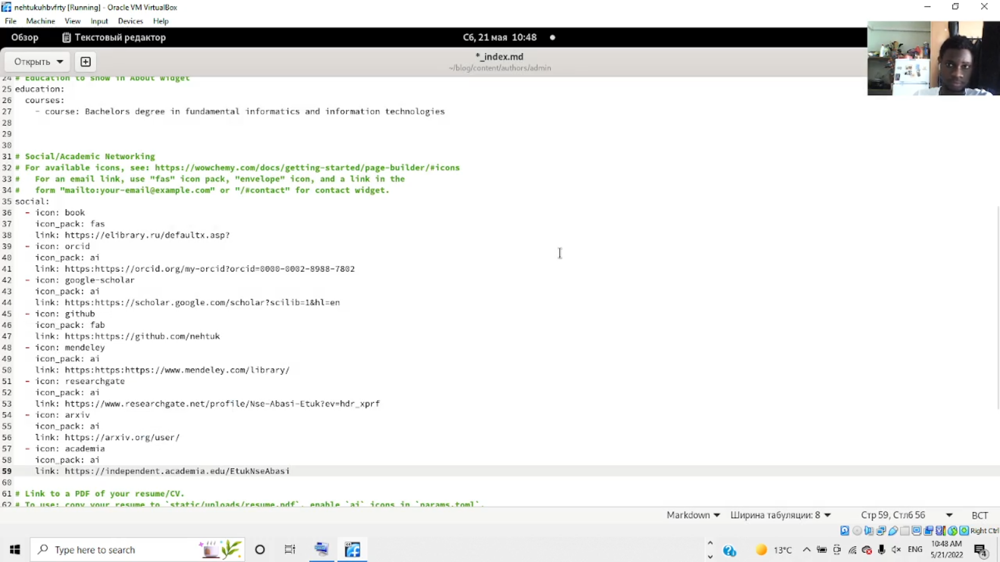 nehtukuhbvfrty [Running] - Oracle VM VirtualBox
File Machine View Input Devices Help
Обзор Текстовый редактор Сб, 21 мая 10:48
Открыть *_index.md
~/blog/content/authors/admin
24 # Education to show in About widget
25 education:
26 courses:
27 - course: Bachelors degree in fundamental informatics and information technologies
28
29
30
31 # Social/Academic Networking
32 # For available icons, see: https://wowchemy.com/docs/getting-started/page-builder/#icons
33 # For an email link, use "fas" icon pack, "envelope" icon, and a link in the
34 # form "mailto:your-email@example.com" or "/#contact" for contact widget.
35 social:
36 - icon: book
37 icon_pack: fas
38 link: https://elibrary.ru/defaultx.asp?
39 - icon: orcid
40 icon_pack: ai
41 link: https:https://orcid.org/my-orcid?orcid=0000-0002-8988-7802
42 - icon: google-scholar
43 icon_pack: ai
44 link: https:https://scholar.google.com/scholar?scilib=1&hl=en
45 - icon: github
46 icon_pack: fab
47 link: https:https://github.com/nehtuk
48 - icon: mendeley
49 icon_pack: ai
50 link: https:https:https://www.mendeley.com/library/
51 - icon: researchgate
52 icon_pack: ai
53 link: https://www.researchgate.net/profile/Nse-Abasi-Etuk?ev=hdr_xprf
54 - icon: arxiv
55 icon_pack: ai
56 link: https://arxiv.org/user/
57 - icon: academia
58 icon_pack: ai
59 link: https://independent.academia.edu/EtukNseAbasi
60
61 # Link to a PDF of your resume/CV.
62 # To use: copy your resume to `static/uploads/resume.pdf`, enable `ai` icons in `params.toml`,
Markdown Ширина табуляции: 8 Стр 59, Стлб 56 ВСТ
Right Ctrl
Type here to search 13°C ENG 10:48 AM
5/21/2022 4